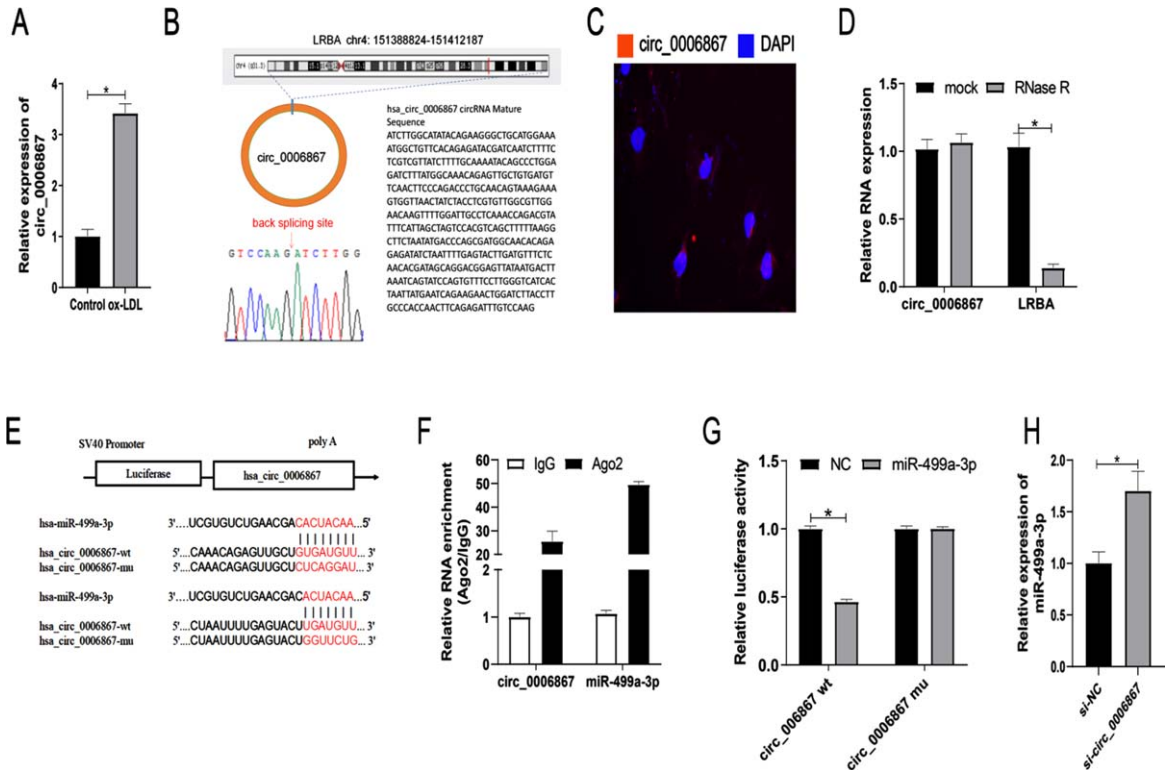 A
Relative expression of
circ_0006867
4
3
2
1
0
*
Control ox-LDL
B
LRBA chr4: 151388824-151412187
circ_0006867
back splicing site
G T C C A A G A T C T T G G
hsa_circ_0006867 circRNA Mature
Sequence
ATCTTGGCATATACAGAAGGGCTGCATGGAAA
ATGGCTGTTCACAGAGATACGATCAATCTTTTC
TCGTCGTTATCTTTTGCAAAATACAGCCCTGGA
GATCTTTATGGCAAACAGAGTTGCTGTGATGTT
TCAACTTCCCAGACCCTGCAACAGTAAAGAAA
GTGGTTAACTATCTACCTCGTGTTGGCGTTGG
AACAAGTTTTGGATTGCCTCAAACCAGACGTA
TTTCATTAGCTAGTCCACGTCAGCTTTTTAAGG
CTTCTAATATGACCCAGCGATGGCAACACAGA
GAGATATCTAATTTTGAGTACTTGATGTTTCTC
AACACGATAGCAGGACGGAGTTATAATGACTT
AAATCAGTATCCAGTGTTTCCTTGGGTCATCAC
TAATTATGAATCAGAAGAACTGGATCTTACCTT
GCCCACCAACTTCAGAGATTTGTCCAAG
C
circ_0006867 DAPI
D
mock RNase R
Relative RNA expression
1.5
1.0
0.5
0.0
*
circ_0006867 LRBA
E
SV40 Promoter poly A
Luciferase hsa_circ_0006867
hsa-miR-499a-3p 3'....UCGUGUCUGAACGACACUACAA...5'
hsa_circ_0006867-wt 5'... CAAACAGAGUUGCUGUGAUGUU... 3'
hsa_circ_0006867-mu 5'... CAAACAGAGUUGCUCUCAGGAU... 3'
hsa-miR-499a-3p 3'....UCGUGUCUGAACGACACUACAA...5'
hsa_circ_0006867-wt 5'... CUAAUUUUGAGUACUUGAUGUU... 3'
hsa_circ_0006867-mu 5'... CUAAUUUUGAGUACUGGUUCUG... 3'
F
IgG Ago2
Relative RNA enrichment
(Ago2/IgG)
60
50
40
30
20
2
1
0
circ_0006867 miR-499a-3p
G
NC miR-499a-3p
Relative luciferase activity
1.5
1.0
0.5
0.0
*
circ_006867 wt
circ_0006867 mu
H
Relative expression of
miR-499a-3p
2.0
1.5
1.0
0.5
0.0
*
si-NC
si-circ_0006867